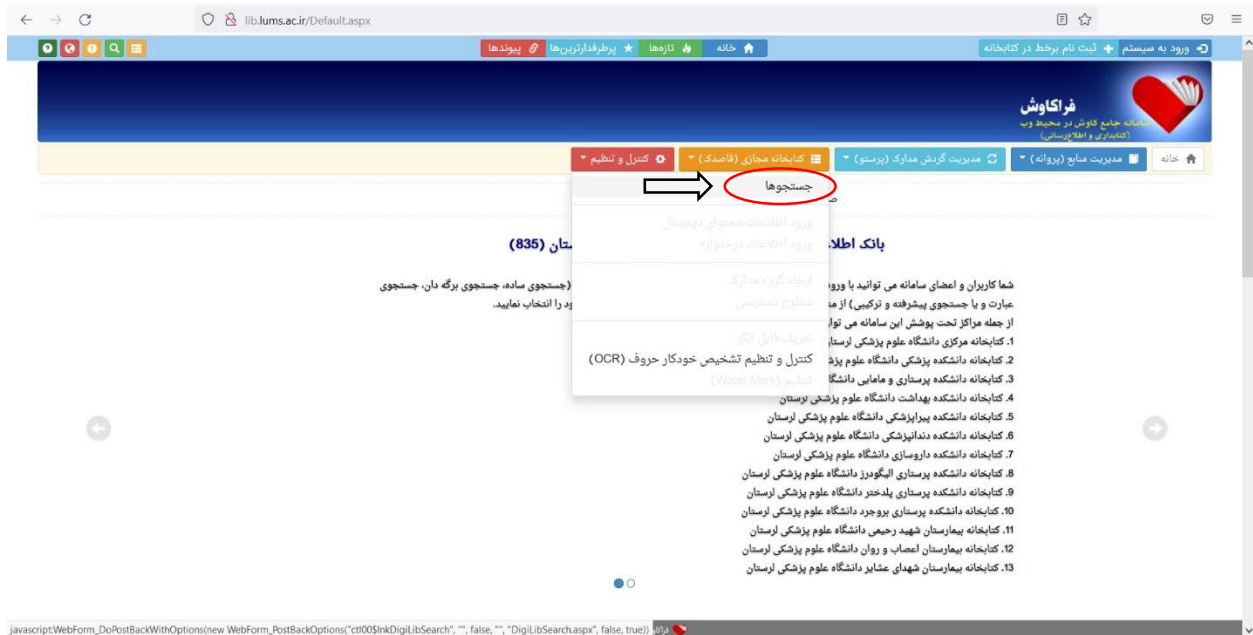 lib.lums.ac.ir/Default.aspx
ورود به سیستم
ثبت نام برخط در کتابخانه
خانه
تازه‌ها
پرطرفدارترین‌ها
پیوندها
فراکاوش
سامانه جامع کاوش در محیط وب
(کتابداری و اطلاع‌رسانی)
خانه
مدیریت منابع (پروانه)
مدیریت گردش مدارک (پرستو)
کتابخانه مجازی (قاصدک)
کنترل و تنظیم
جستجوها
ورود اطلاعات محتوای دیجیتال
ورود اطلاعات درختواره
ایجاد گروه مدارک
سطوح دسترسی
تعریف فایل الگو
کنترل و تنظیم تشخیص خودکار حروف (OCR)
تنظیم (Water Mark)
بانک اطلا
ستان (835)
شما کاربران و اعضای سامانه می توانید با ورود
(جستجوی ساده، جستجوی برگه دان، جستجوی
عبارت و یا جستجوی پیشرفته و ترکیبی) از
ود را انتخاب نمایید.
از جمله مراکز تحت پوشش این سامانه می
1. کتابخانه مرکزی دانشگاه علوم پزشکی
2. کتابخانه دانشکده پزشکی دانشگاه علوم
3. کتابخانه دانشکده پرستاری و مامایی
4. کتابخانه دانشکده بهداشت دانشگاه علوم پزشکی لرستان
5. کتابخانه دانشکده پیراپزشکی دانشگاه علوم پزشکی لرستان
6. کتابخانه دانشکده دندانپزشکی دانشگاه علوم پزشکی لرستان
7. کتابخانه دانشکده داروسازی دانشگاه علوم پزشکی لرستان
8. کتابخانه دانشکده پرستاری الیگودرز دانشگاه علوم پزشکی لرستان
9. کتابخانه دانشکده پرستاری پلدختر دانشگاه علوم پزشکی لرستان
10. کتابخانه دانشکده پرستاری بروجرد دانشگاه علوم پزشکی لرستان
11. کتابخانه بیمارستان شهید رحیمی دانشگاه علوم پزشکی لرستان
12. کتابخانه بیمارستان اعصاب و روان دانشگاه علوم پزشکی لرستان
13. کتابخانه بیمارستان شهدای عشایر دانشگاه علوم پزشکی لرستان
javascript:WebForm_DoPostBackWithOptions(new WebForm_PostBackOptions("ctl00$lnkDigiLibSearch", "", false, "", "DigiLibSearch.aspx", false, true))